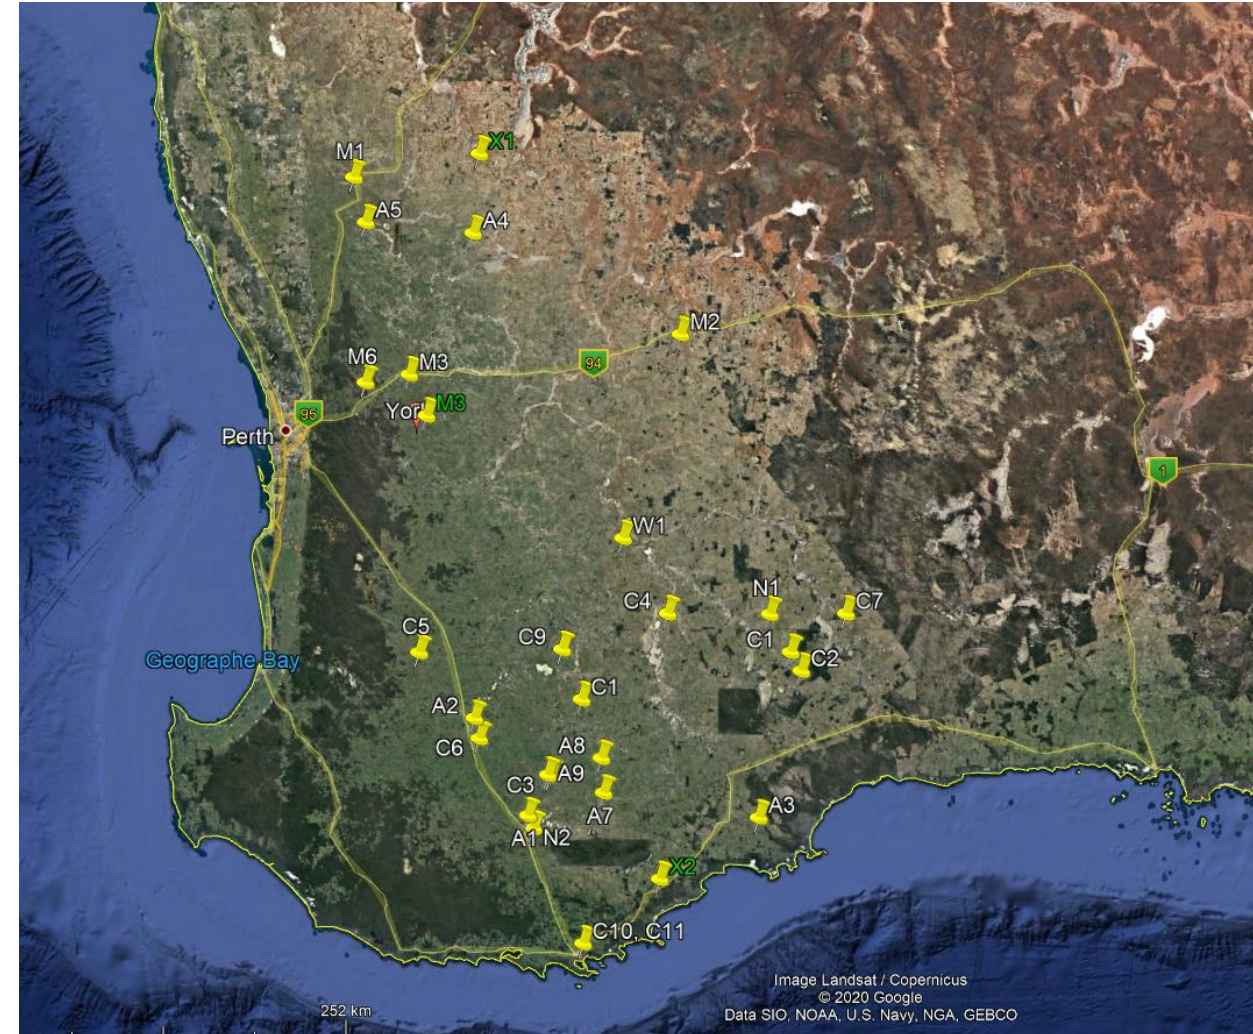 X1
M1
A5
A4
M2
M6
M3
94
95
Yor
M3
Perth
1
W1
C4
N1
C7
C5
C9
C1
C2
Geographe Bay
C1
A2
C6
A8
A9
C3
A7
A3
A1
N2
X2
C10, C11
Image Landsat / Copernicus
© 2020 Google
Data SIO, NOAA, U.S. Navy, NGA, GEBCO
252 km